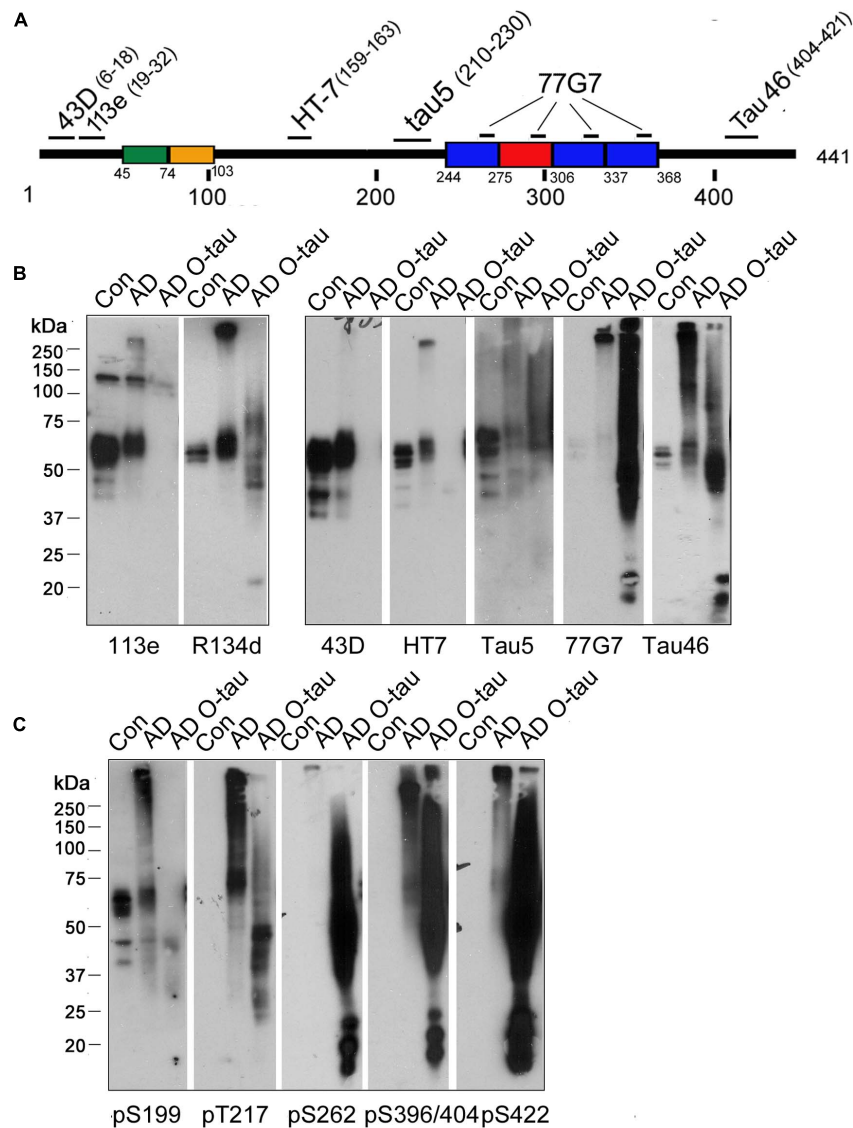 A
43D (6-18)
113e (19-32)
HT-7 (159-163)
tau5 (210-230)
77G7
Tau 46 (404-421)
45 74 103 244 275 306 337 368
441
1 100 200 300 400
B
Con AD AD O-tau Con AD AD O-tau Con AD AD O-tau Con AD AD O-tau Con AD AD O-tau Con AD AD O-tau Con AD AD O-tau
kDa
250
150
100
75
50
37
25
20
113e R134d 43D HT7 Tau5 77G7 Tau46
C
Con AD AD O-tau Con AD AD O-tau Con AD AD O-tau Con AD AD O-tau Con AD AD O-tau
kDa
250
150
100
75
50
37
25
20
pS199 pT217 pS262 pS396/404 pS422